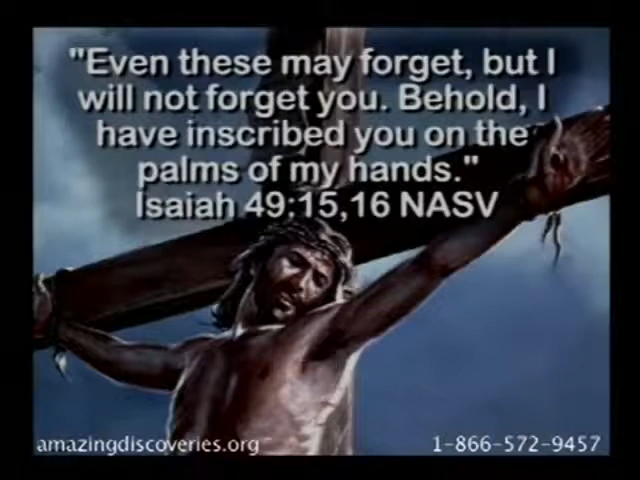 "Even these may forget, but I
will not forget you. Behold, I
have inscribed you on the
palms of my hands."
Isaiah 49:15,16 NASV
amazingdiscoveries.org
1-866-572-9457